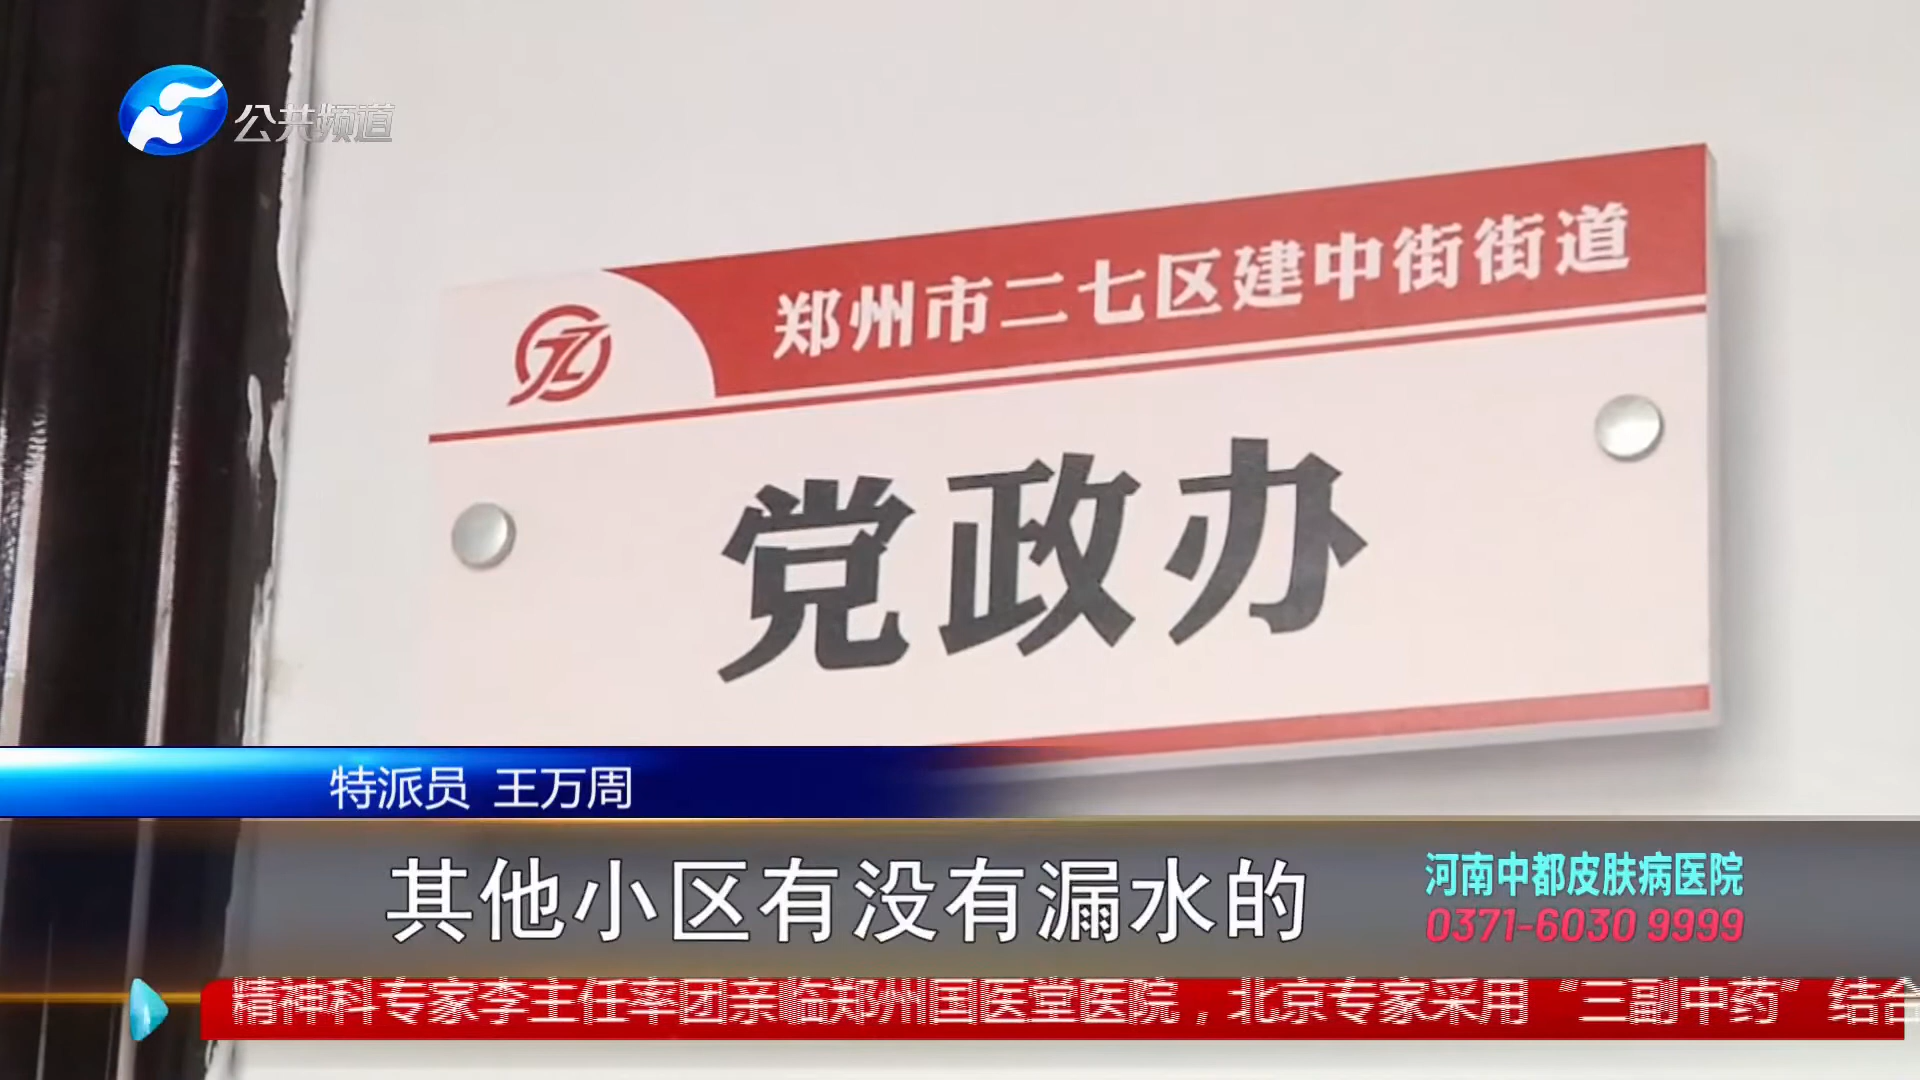 公共频道
郑州市二七区建中街街道
党政办
特派员 王万周
其他小区有没有漏水的
河南中都皮肤病医院
0371-6030 9999
精神科专家李主任率团亲临郑州国医堂医院，北京专家采用“三副中药”结合